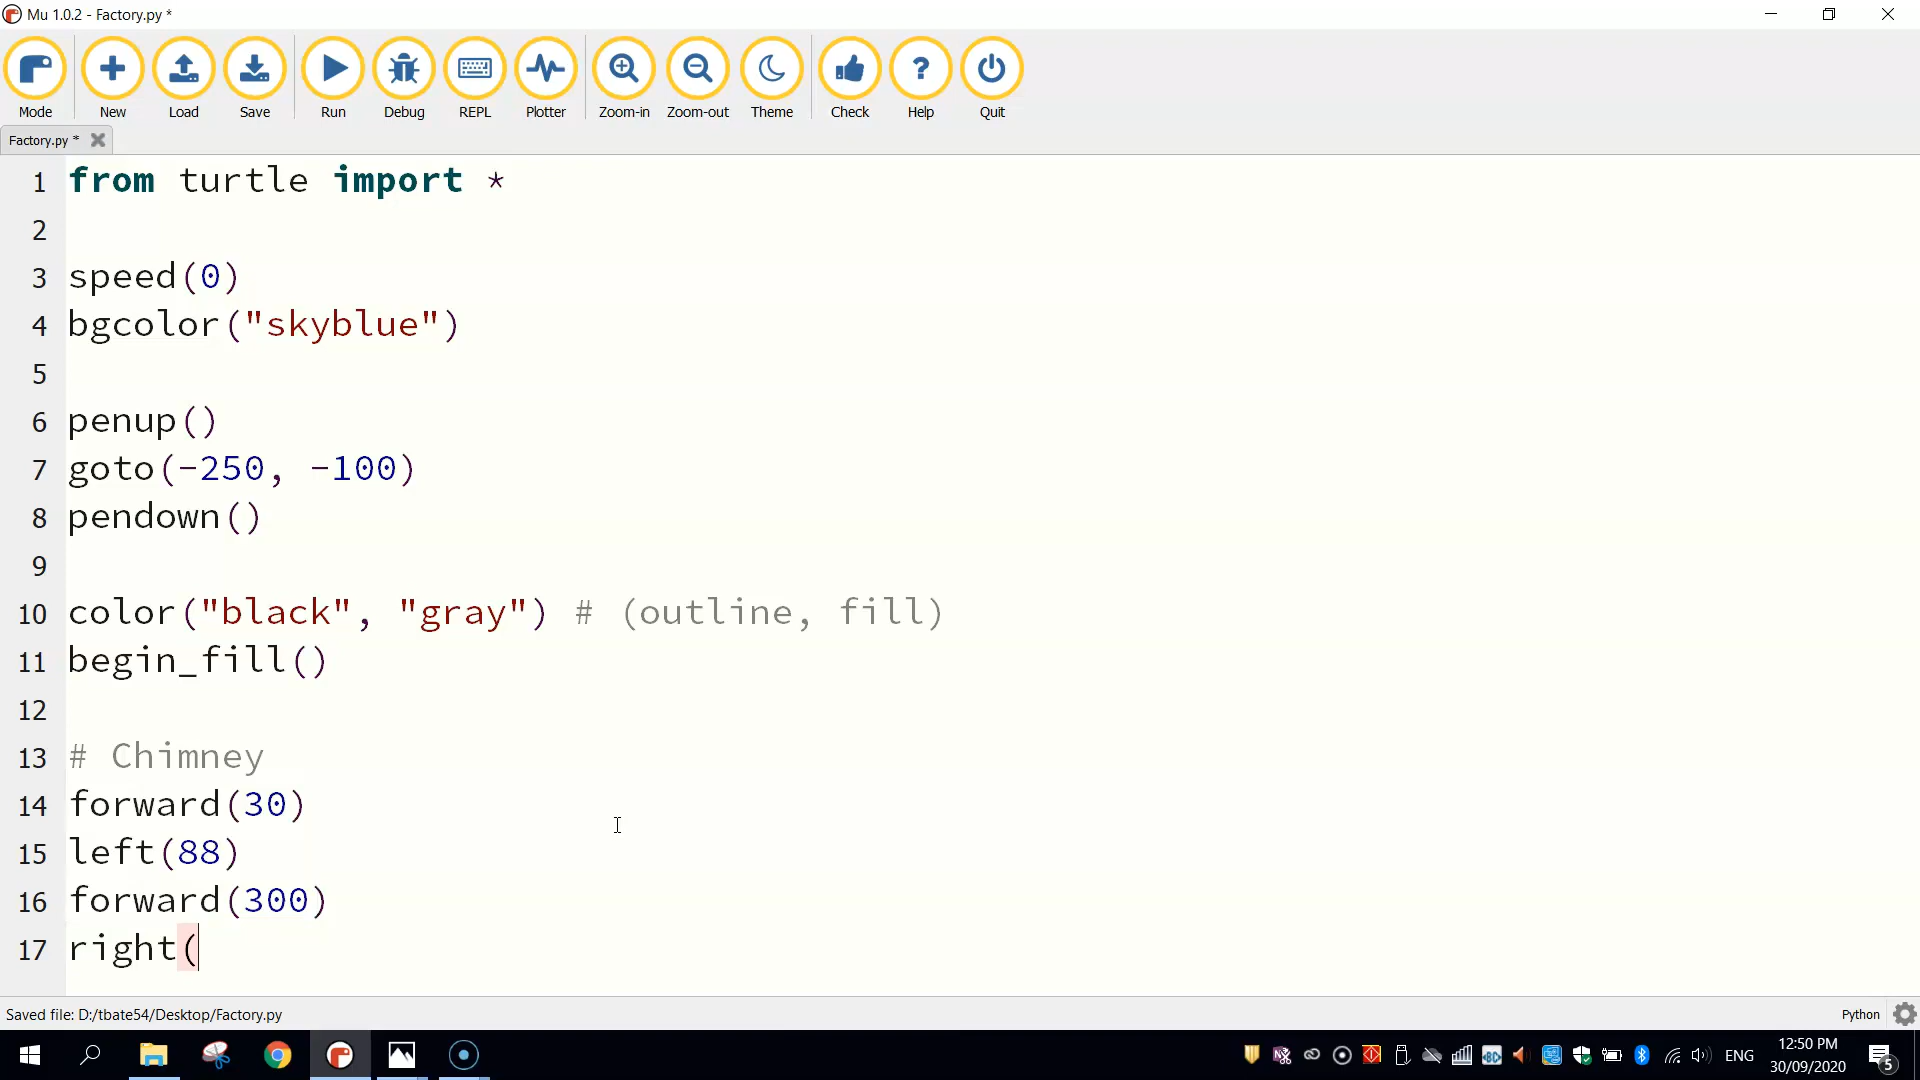 Mu 1.0.2 - Factory.py *
Mode New Load Save Run Debug REPL Plotter Zoom-in Zoom-out Theme Check Help Quit
Factory.py *
1 from turtle import *
2
3 speed(0)
4 bgcolor("skyblue")
5
6 penup()
7 goto(-250, -100)
8 pendown()
9
10 color("black", "gray") # (outline, fill)
11 begin_fill()
12
13 # Chimney
14 forward(30)
15 left(88)
16 forward(300)
17 right(
Saved file: D:/tbate54/Desktop/Factory.py
Python
ENG
12:50 PM
30/09/2020
5